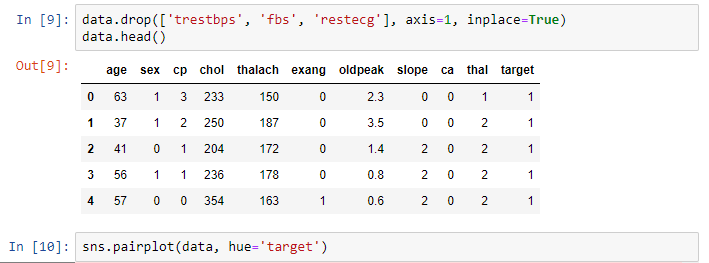 In [9]: data.drop(['trestbps', 'fbs', 'restecg'], axis=1, inplace=True)
data.head()
Out[9]:
age sex cp chol thalach exang oldpeak slope ca thal target
0 63 1 3 233 150 0 2.3 0 0 1 1
1 37 1 2 250 187 0 3.5 0 0 2 1
2 41 0 1 204 172 0 1.4 2 0 2 1
3 56 1 1 236 178 0 0.8 2 0 2 1
4 57 0 0 354 163 1 0.6 2 0 2 1
In [10]: sns.pairplot(data, hue='target')